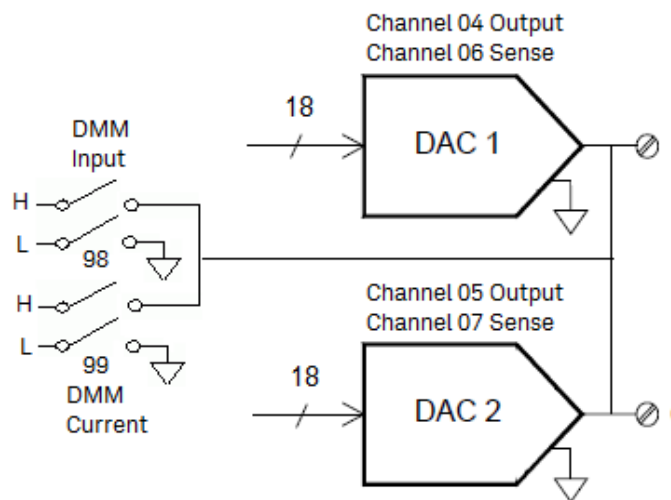 Channel 04 Output
Channel 06 Sense
18
DAC 1
DMM
Input
H
L
98
H
L
99
DMM
Current
Channel 05 Output
Channel 07 Sense
18
DAC 2